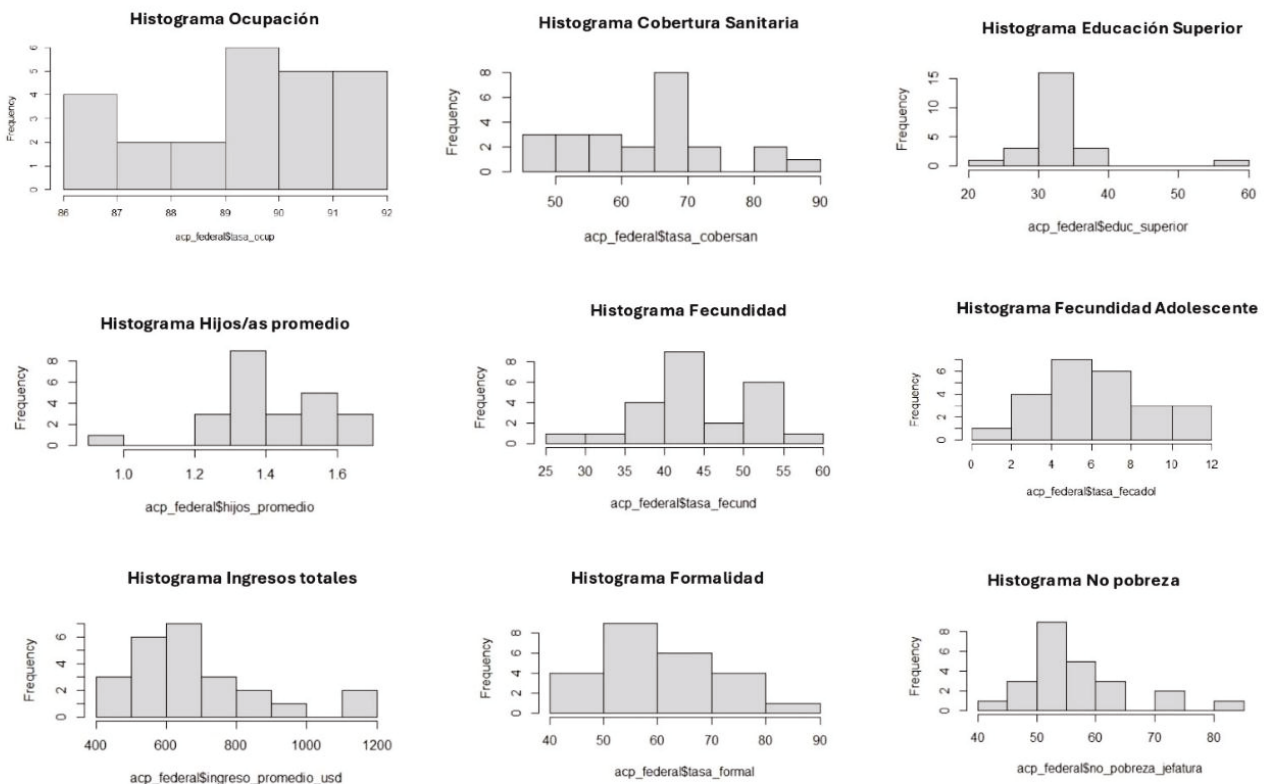 Histograma Ocupación
Frequency
0 1 2 3 4 5 6
86 87 88 89 90 91 92
acp_federal$tasa_ocup
Histograma Cobertura Sanitaria
Frequency
0 2 4 6 8
50 60 70 80 90
acp_federal$tasa_cobersan
Histograma Educación Superior
Frequency
0 5 15
20 30 40 50 60
acp_federal$educ_superior
Histograma Hijos/as promedio
Frequency
0 2 4 6 8
1.0 1.2 1.4 1.6
acp_federal$hijos_promedio
Histograma Fecundidad
Frequency
0 2 4 6 8
25 30 35 40 45 50 55 60
acp_federal$tasa_fecund
Histograma Fecundidad Adolescente
Frequency
0 2 4 6
0 2 4 6 8 10 12
acp_federal$tasa_fecadol
Histograma Ingresos totales
Frequency
0 2 4 6
400 600 800 1000 1200
acp_federal$ingreso_promedio_usd
Histograma Formalidad
Frequency
0 2 4 6 8
40 50 60 70 80 90
acp_federal$tasa_formal
Histograma No pobreza
Frequency
0 2 4 6 8
40 50 60 70 80
acp_federal$no_pobreza_jefatura